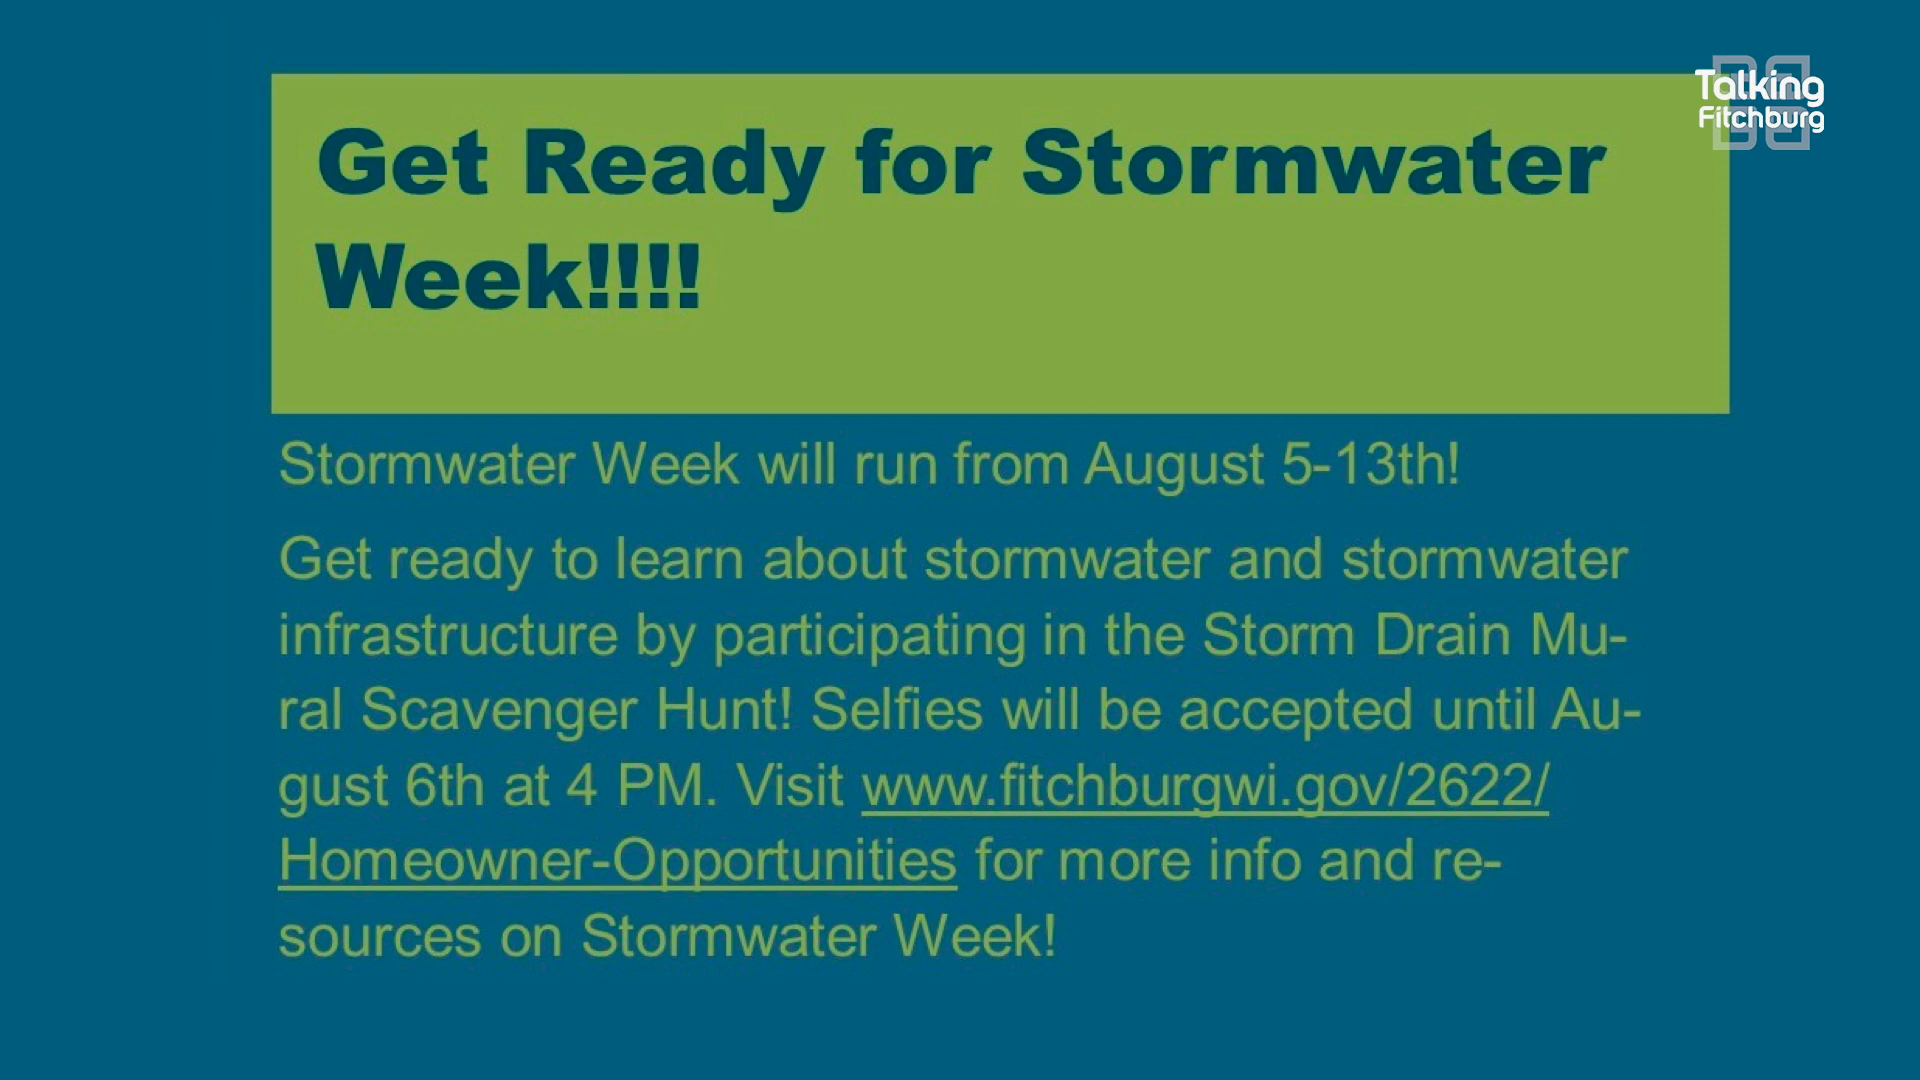 Talking
Fitchburg
Get Ready for Stormwater
Week!!!!
Stormwater Week will run from August 5-13th!
Get ready to learn about stormwater and stormwater
infrastructure by participating in the Storm Drain Mu-
ral Scavenger Hunt! Selfies will be accepted until Au-
gust 6th at 4 PM. Visit www.fitchburgwi.gov/2622/
Homeowner-Opportunities for more info and re-
sources on Stormwater Week!